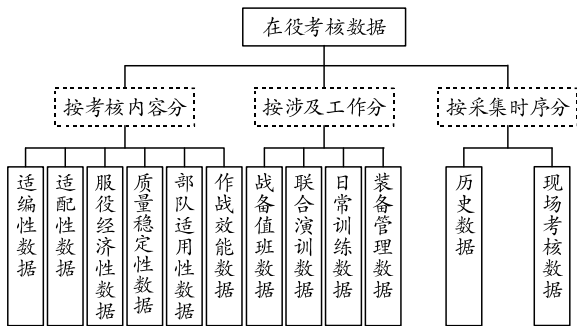 在役考核数据
按考核内容分
按涉及工作分
按采集时序分
适编性数据
适配性数据
服役经济性数据
质量稳定性数据
部队适用性数据
作战效能数据
战备值班数据
联合演训数据
日常训练数据
装备管理数据
历史数据
现场考核数据